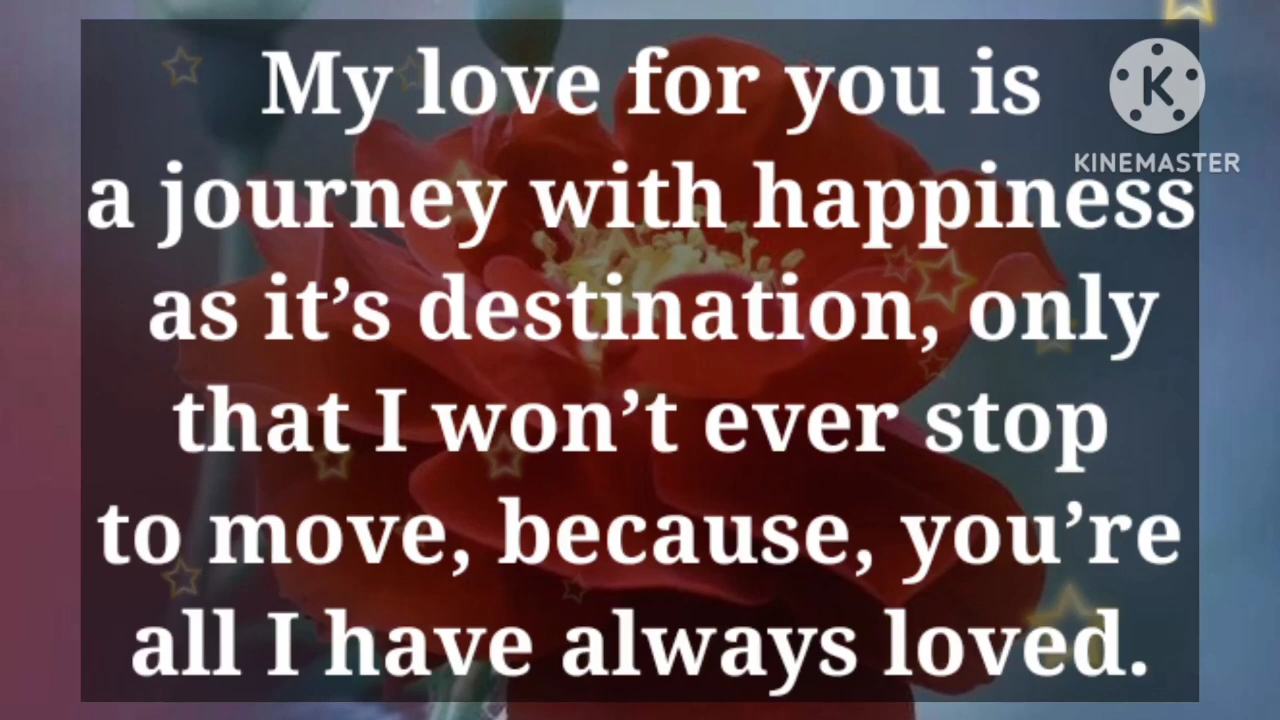 My love for you is
K
KINEMASTER
a journey with happiness
as it’s destination, only
that I won’t ever stop
to move, because, you’re
all I have always loved.